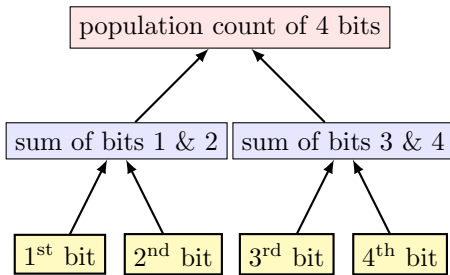 population count of 4 bits
sum of bits 1 & 2
sum of bits 3 & 4
1st bit
2nd bit
3rd bit
4th bit